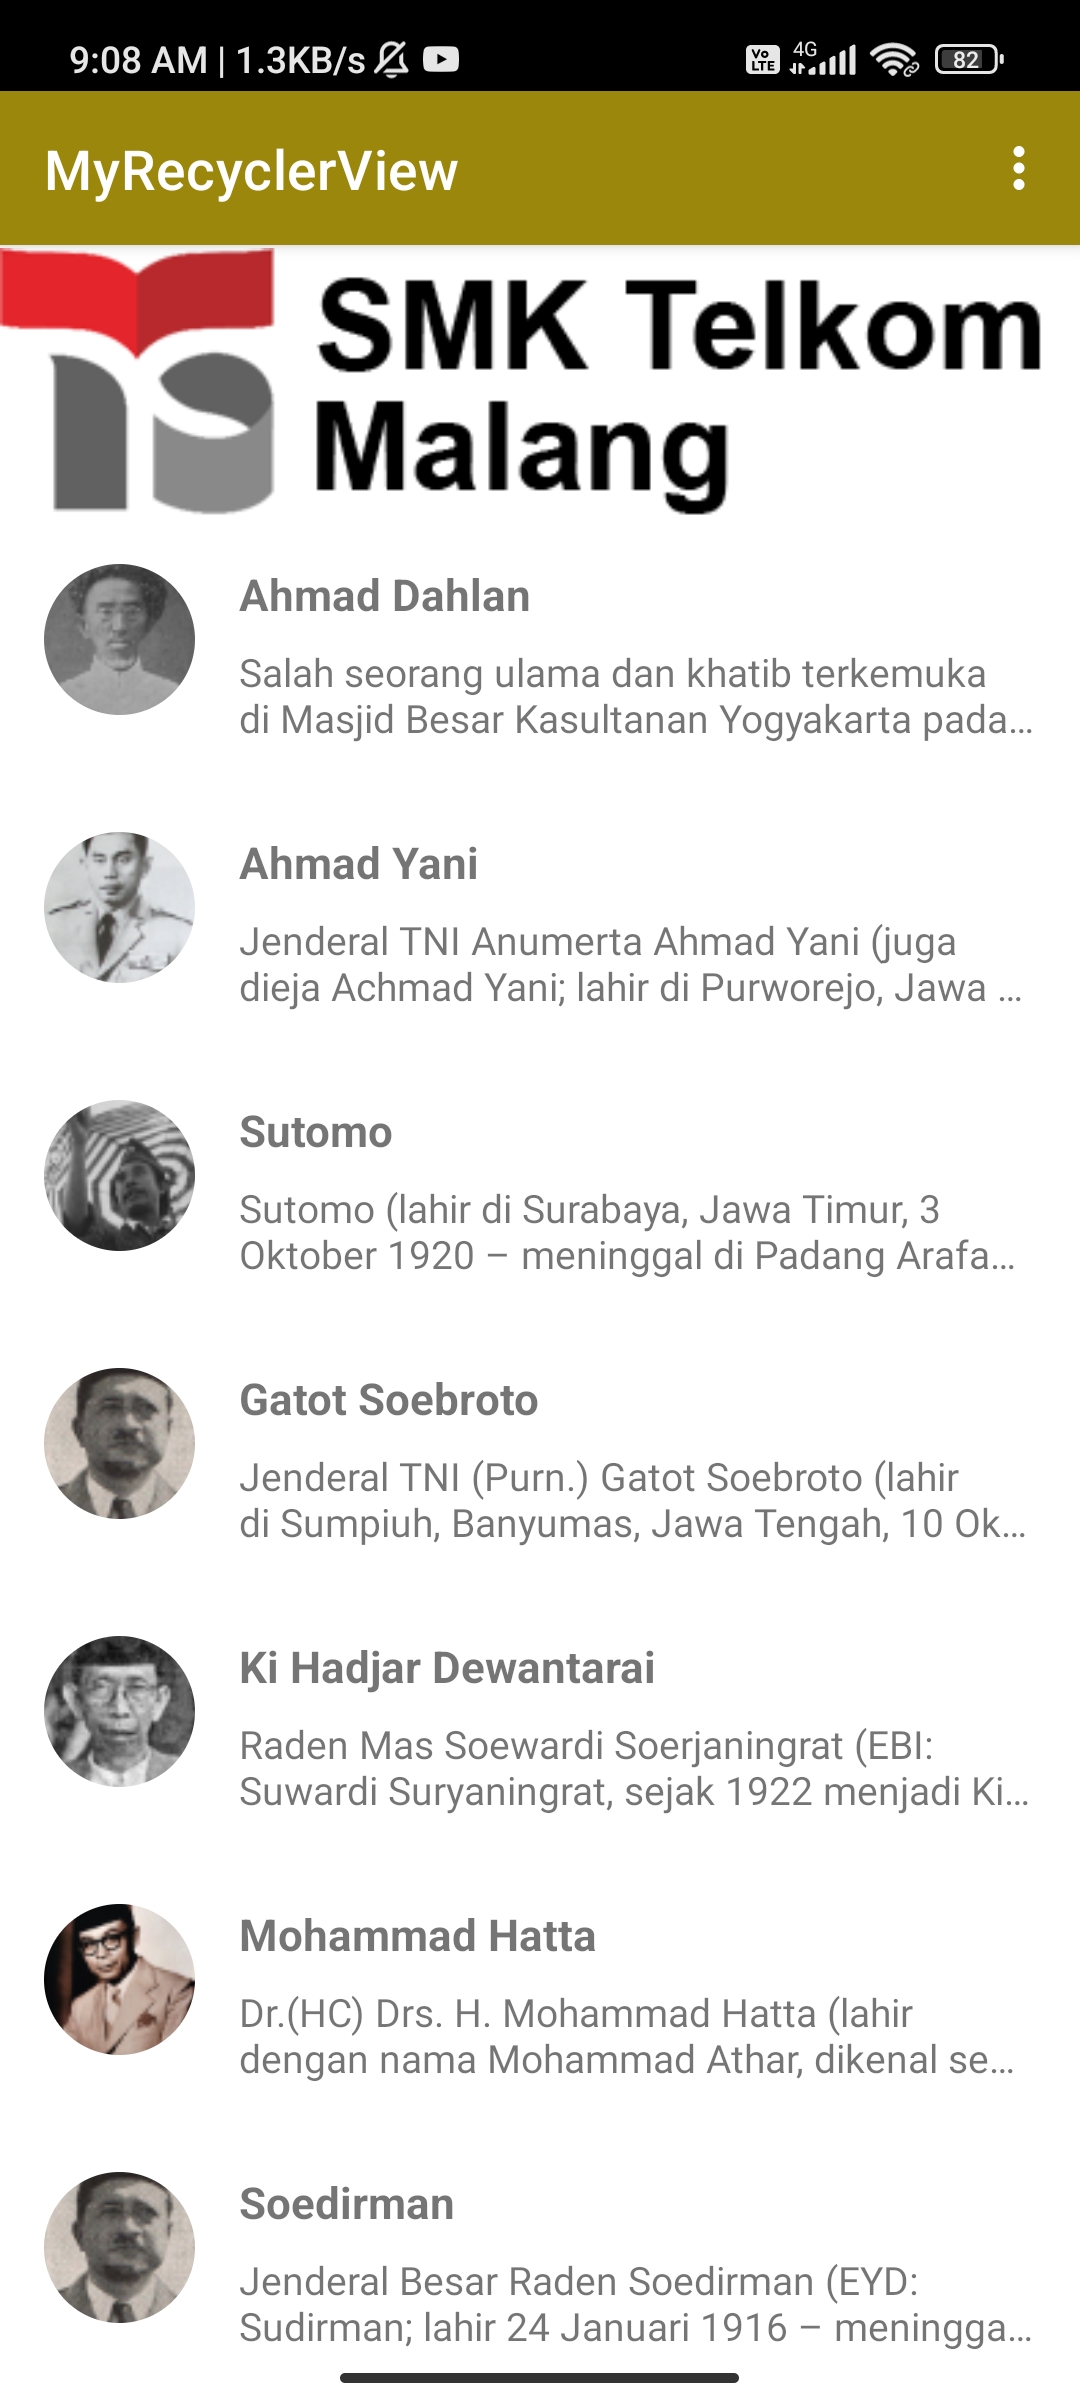 9:08 AM | 1.3KB/s
Vo LTE 4G 82
MyRecyclerView
SMK Telkom
Malang
Ahmad Dahlan
Salah seorang ulama dan khatib terkemuka
di Masjid Besar Kasultanan Yogyakarta pada...
Ahmad Yani
Jenderal TNI Anumerta Ahmad Yani (juga
dieja Achmad Yani; lahir di Purworejo, Jawa ...
Sutomo
Sutomo (lahir di Surabaya, Jawa Timur, 3
Oktober 1920 – meninggal di Padang Arafa...
Gatot Soebroto
Jenderal TNI (Purn.) Gatot Soebroto (lahir
di Sumpiuh, Banyumas, Jawa Tengah, 10 Ok...
Ki Hadjar Dewantarai
Raden Mas Soewardi Soerjaningrat (EBI:
Suwardi Suryaningrat, sejak 1922 menjadi Ki...
Mohammad Hatta
Dr.(HC) Drs. H. Mohammad Hatta (lahir
dengan nama Mohammad Athar, dikenal se...
Soedirman
Jenderal Besar Raden Soedirman (EYD:
Sudirman; lahir 24 Januari 1916 – meningga...